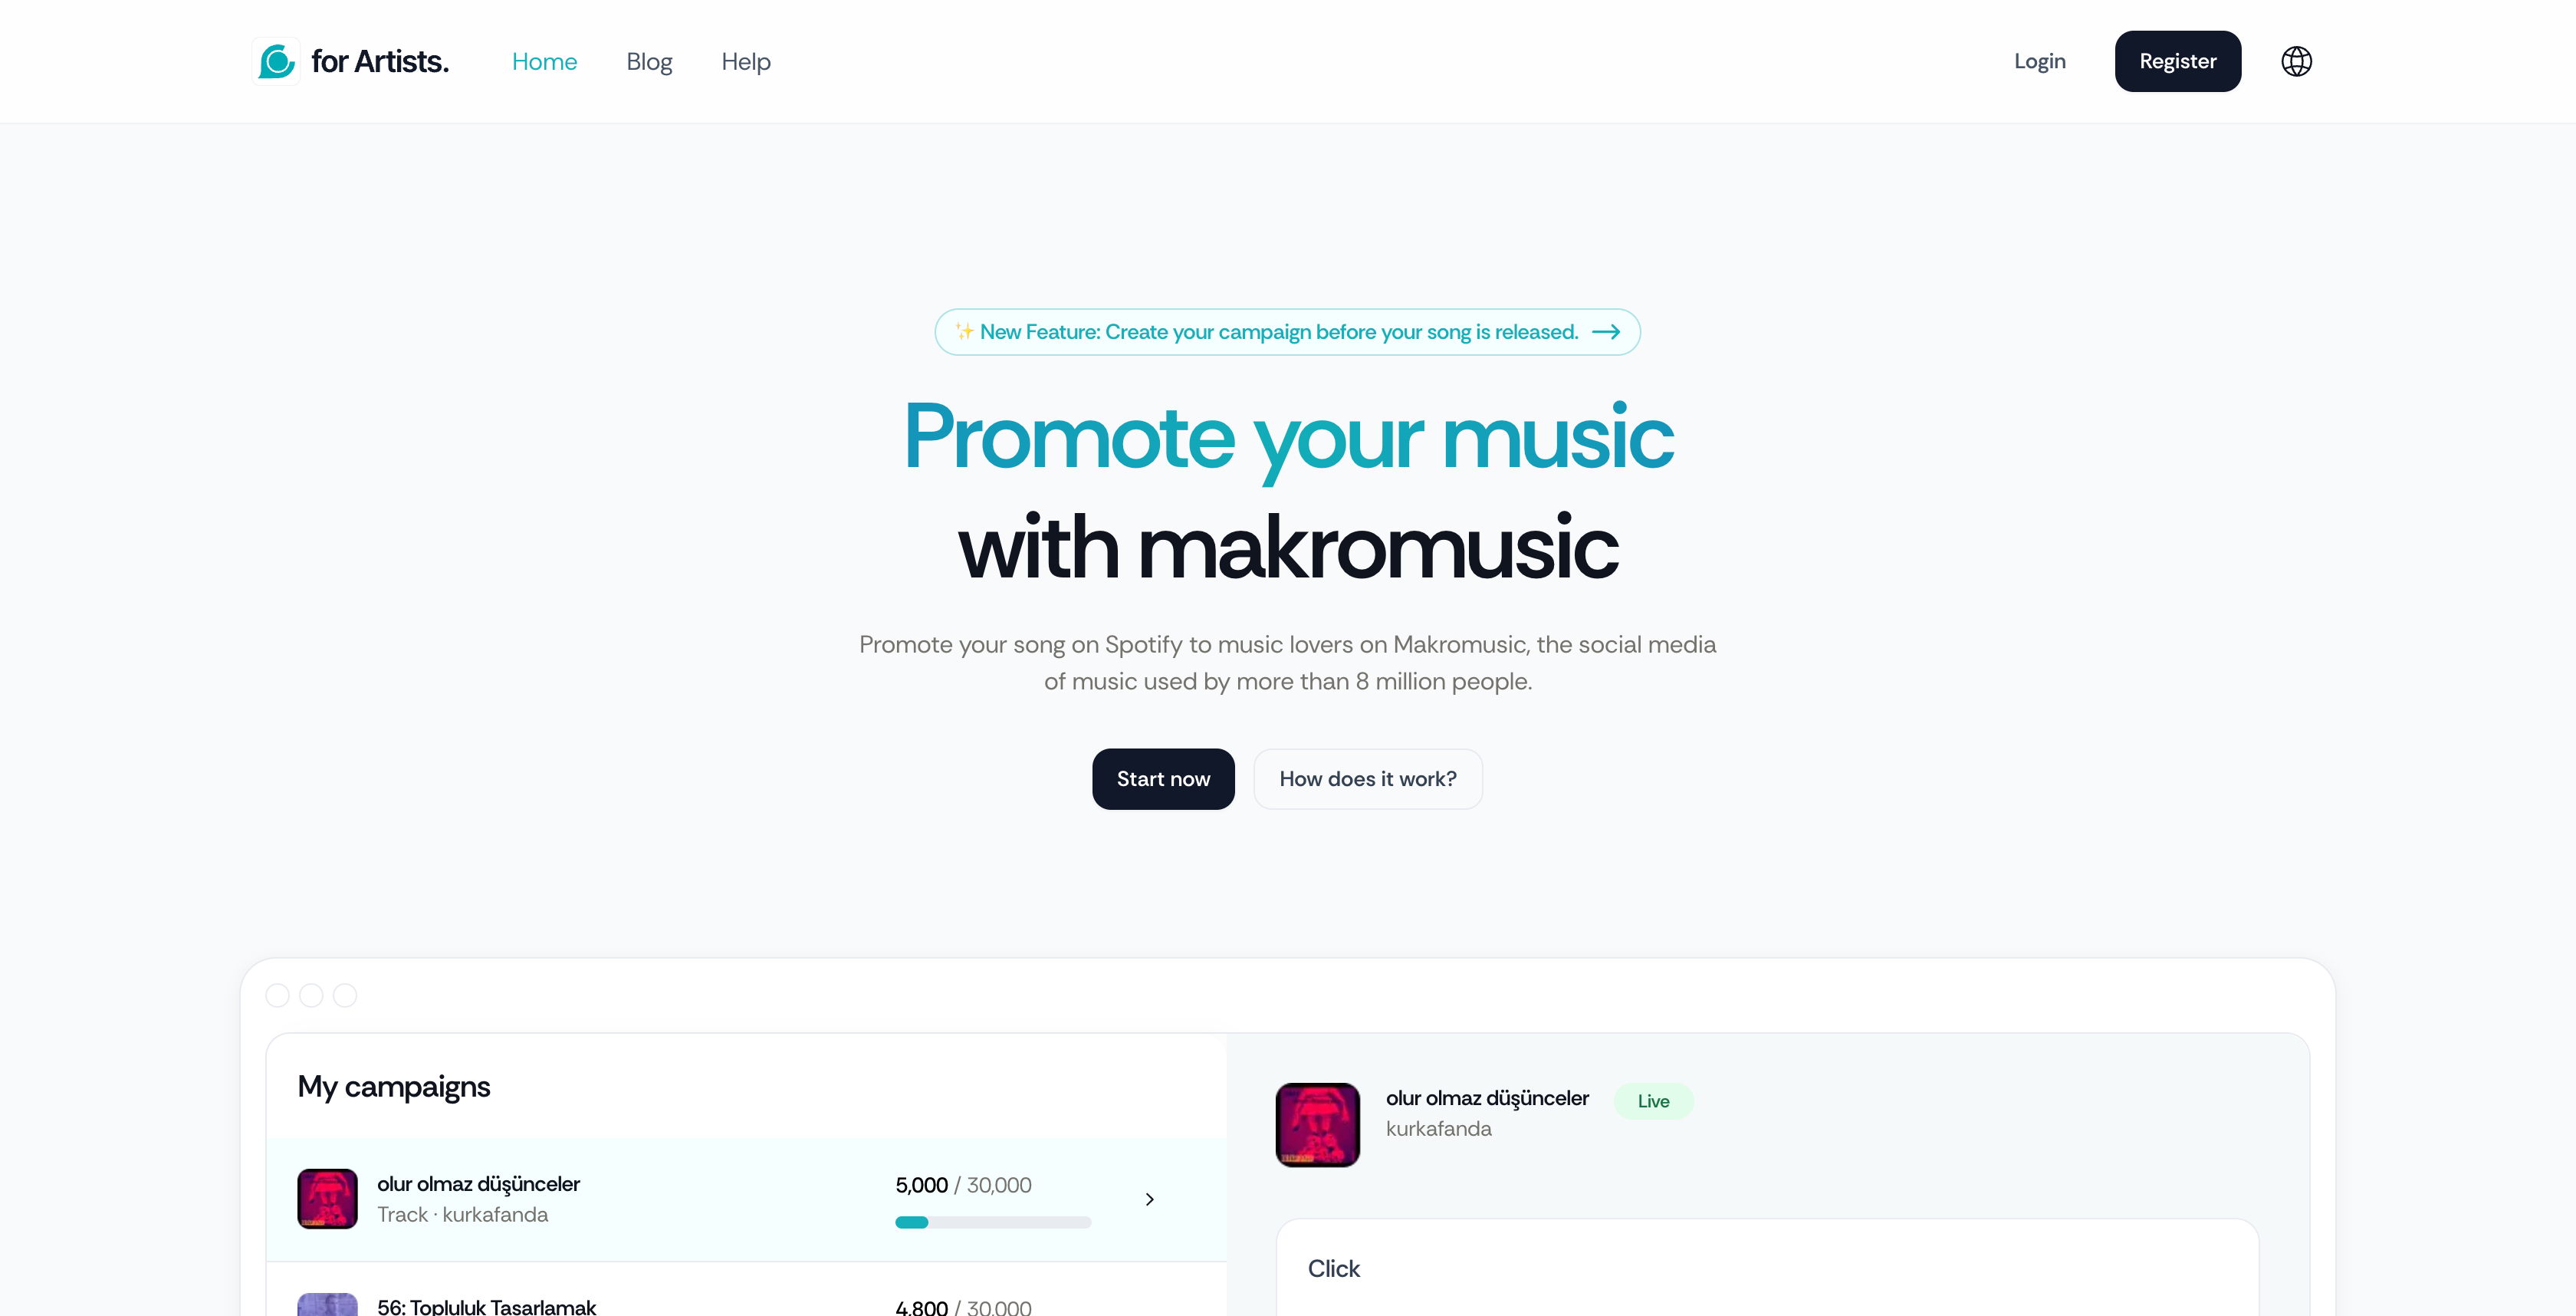 for Artists.
Home
Blog
Help
Login
Register
✨ New Feature: Create your campaign before your song is released. →
Promote your music
with makromusic
Promote your song on Spotify to music lovers on Makromusic, the social media
of music used by more than 8 million people.
Start now
How does it work?
My campaigns
olur olmaz düşünceler
Track · kurkafanda
5,000 / 30,000
56: Topluluk Tasarlamak
4,800 / 30,000
olur olmaz düşünceler
Live
kurkafanda
Click